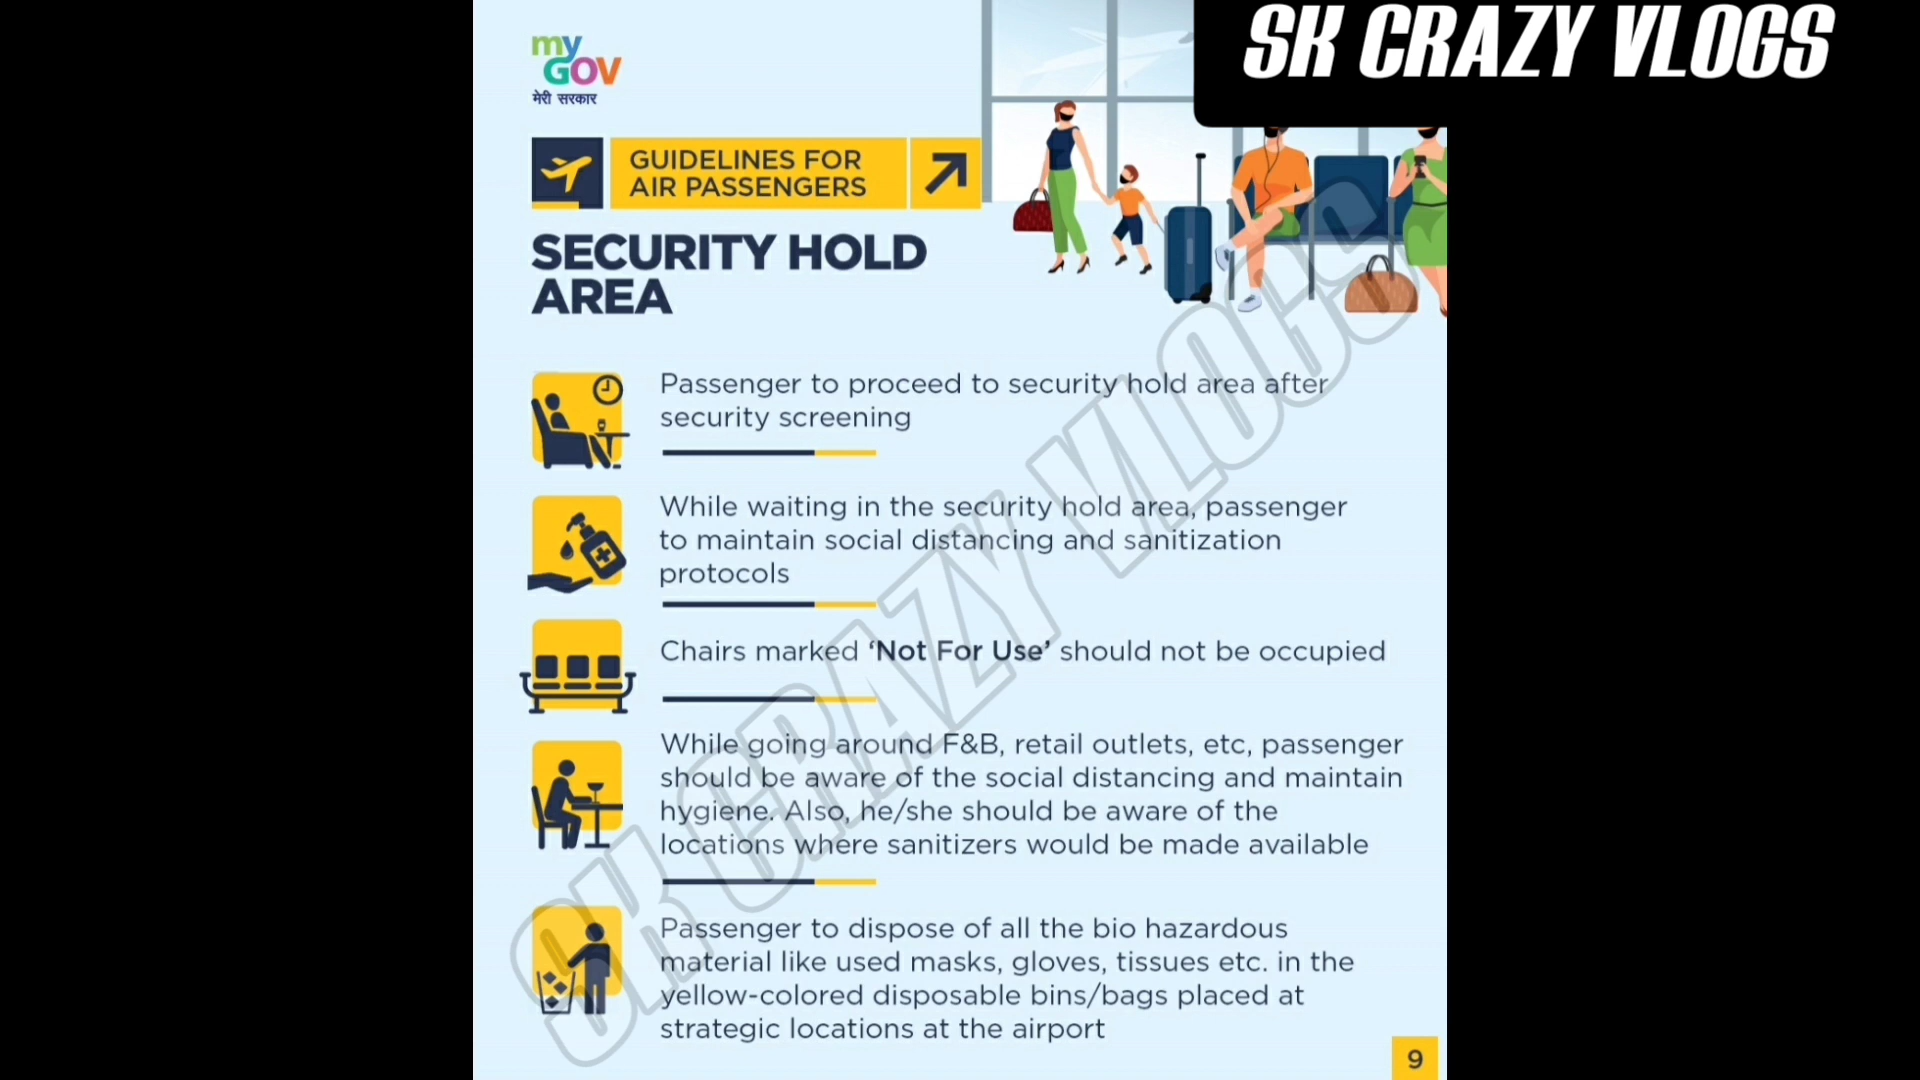 SK CRAZY VLOGS
my
GOV
मेरी सरकार
GUIDELINES FOR
AIR PASSENGERS
SECURITY HOLD
AREA
Passenger to proceed to security hold area after
security screening
While waiting in the security hold area, passenger
to maintain social distancing and sanitization
protocols
Chairs marked ‘Not For Use’ should not be occupied
While going around F&B, retail outlets, etc, passenger
should be aware of the social distancing and maintain
hygiene. Also, he/she should be aware of the
locations where sanitizers would be made available
Passenger to dispose of all the bio hazardous
material like used masks, gloves, tissues etc. in the
yellow-colored disposable bins/bags placed at
strategic locations at the airport
9
SK CRAZY VLOGS